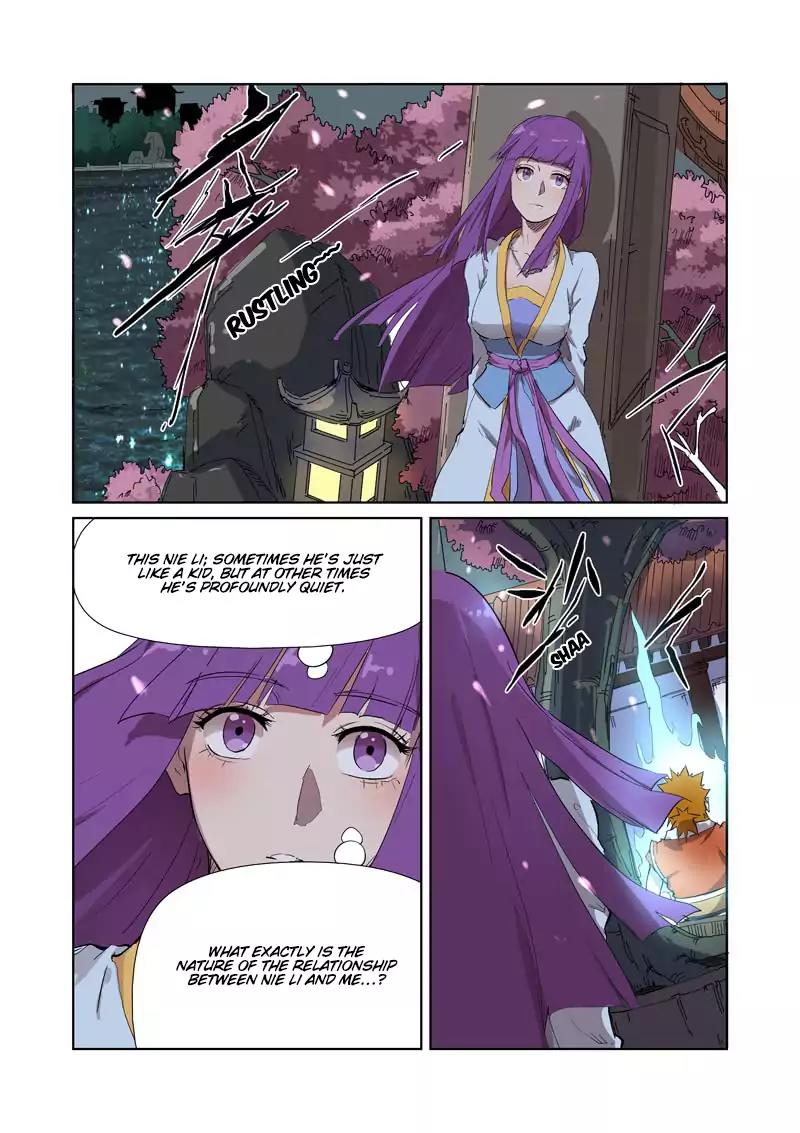 RUSTLING~~~
THIS NIE LI; SOMETIMES HE'S JUST
LIKE A KID, BUT AT OTHER TIMES
HE'S PROFOUNDLY QUIET.
SHAA
WHAT EXACTLY IS THE
NATURE OF THE RELATIONSHIP
BETWEEN NIE LI AND ME...?